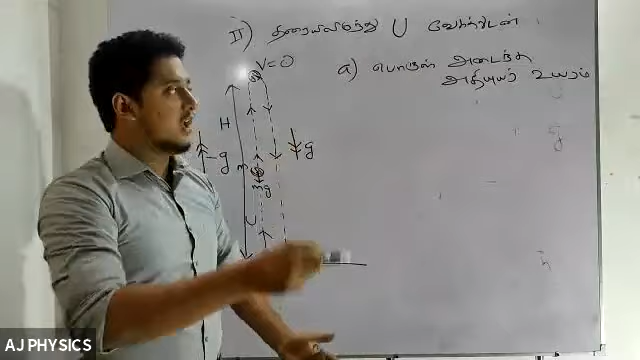 II) தரையிலிருந்து U வேகத்துடன்
V=0
a) பொருள் அடைந்த
அதியுயர் உயரம்
H
-g
g
mg
U
AJ PHYSICS